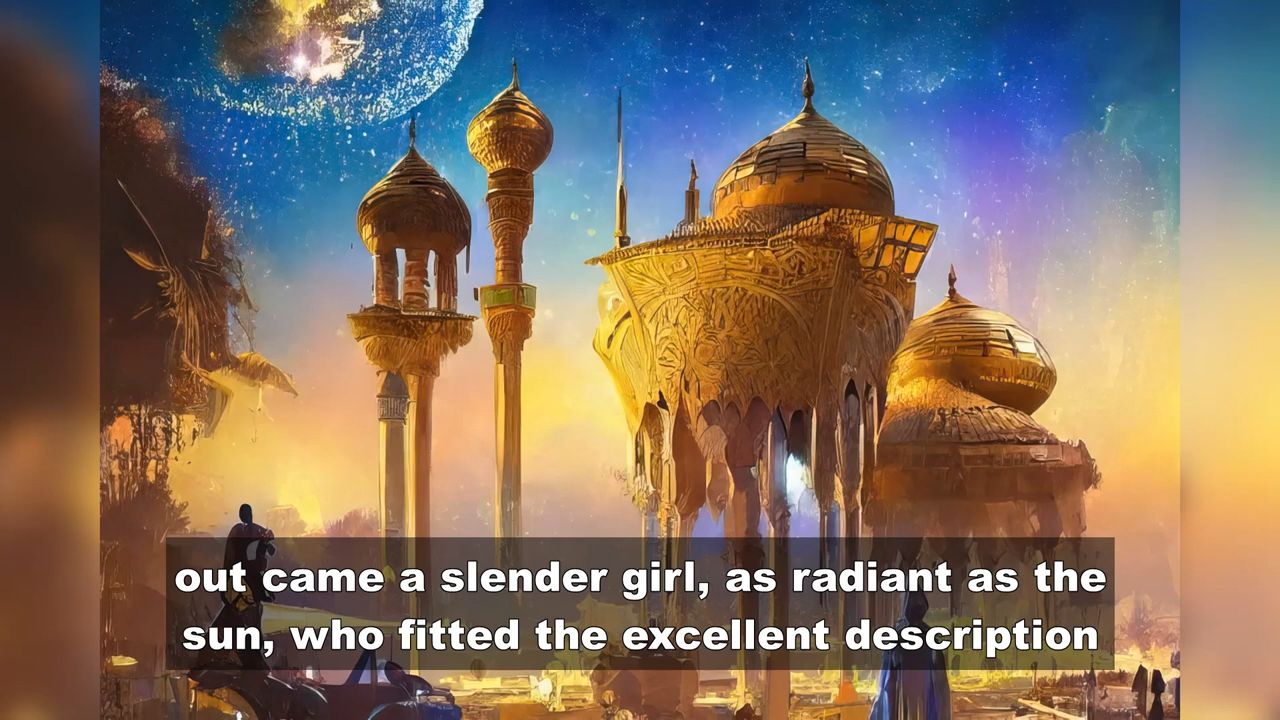 out came a slender girl, as radiant as the
sun, who fitted the excellent description